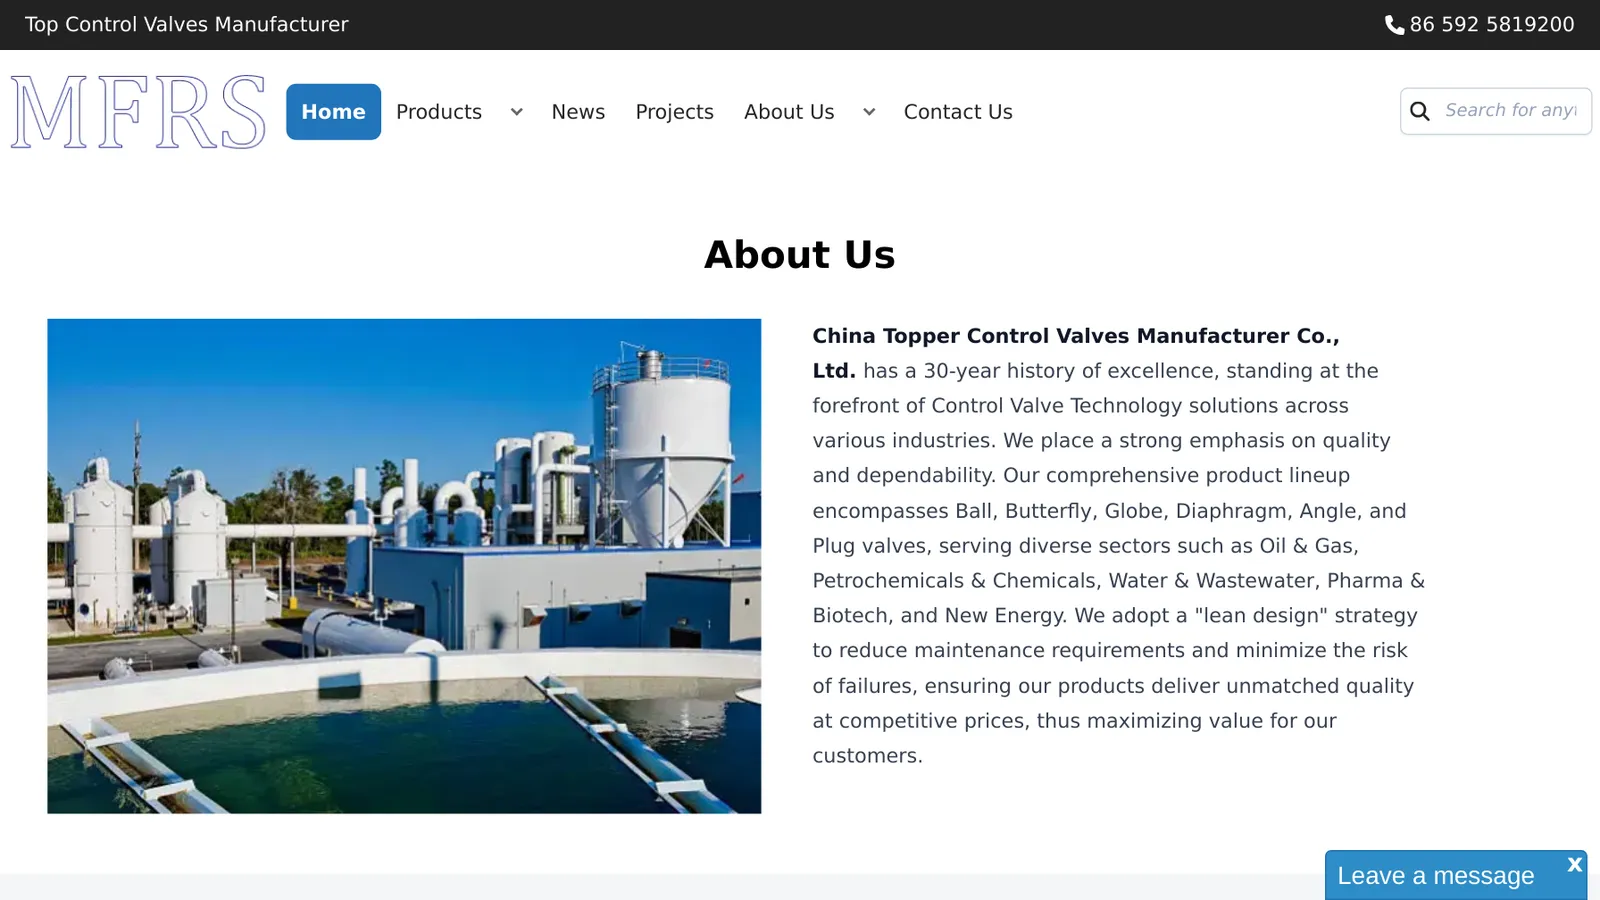 Top Control Valves Manufacturer
86 592 5819200
MFRS
Home
Products
News
Projects
About Us
Contact Us
Search for any
About Us
China Topper Control Valves Manufacturer Co.,
Ltd. has a 30-year history of excellence, standing at the
forefront of Control Valve Technology solutions across
various industries. We place a strong emphasis on quality
and dependability. Our comprehensive product lineup
encompasses Ball, Butterfly, Globe, Diaphragm, Angle, and
Plug valves, serving diverse sectors such as Oil & Gas,
Petrochemicals & Chemicals, Water & Wastewater, Pharma &
Biotech, and New Energy. We adopt a "lean design" strategy
to reduce maintenance requirements and minimize the risk
of failures, ensuring our products deliver unmatched quality
at competitive prices, thus maximizing value for our
customers.
Leave a message
x